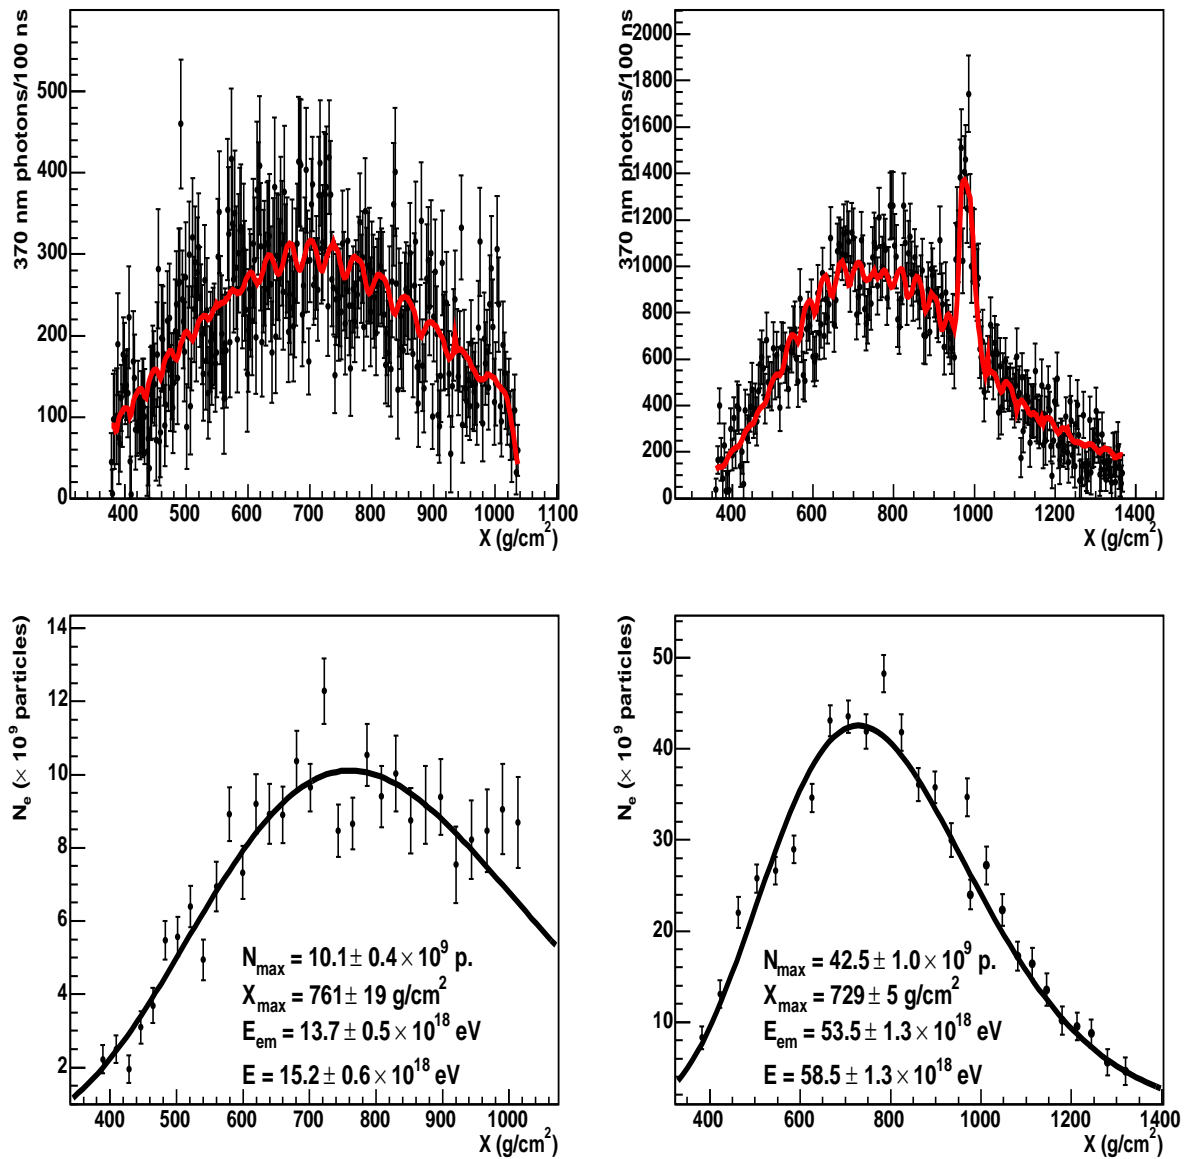 370 nm photons/100 ns
500
400
300
200
100
0
400 500 600 700 800 900 1000 1100
X (g/cm²)
370 nm photons/100 ns
2000
1800
1600
1400
1200
1000
800
600
400
200
0
400 600 800 1000 1200 1400
X (g/cm²)
N_e (× 10⁹ particles)
14
12
10
8
6
4
2
N_max = 10.1 ± 0.4 × 10⁹ p.
X_max = 761 ± 19 g/cm²
E_em = 13.7 ± 0.5 × 10¹⁸ eV
E = 15.2 ± 0.6 × 10¹⁸ eV
400 500 600 700 800 900 1000
X (g/cm²)
N_e (× 10⁹ particles)
50
40
30
20
10
N_max = 42.5 ± 1.0 × 10⁹ p.
X_max = 729 ± 5 g/cm²
E_em = 53.5 ± 1.3 × 10¹⁸ eV
E = 58.5 ± 1.3 × 10¹⁸ eV
400 600 800 1000 1200 1400
X (g/cm²)